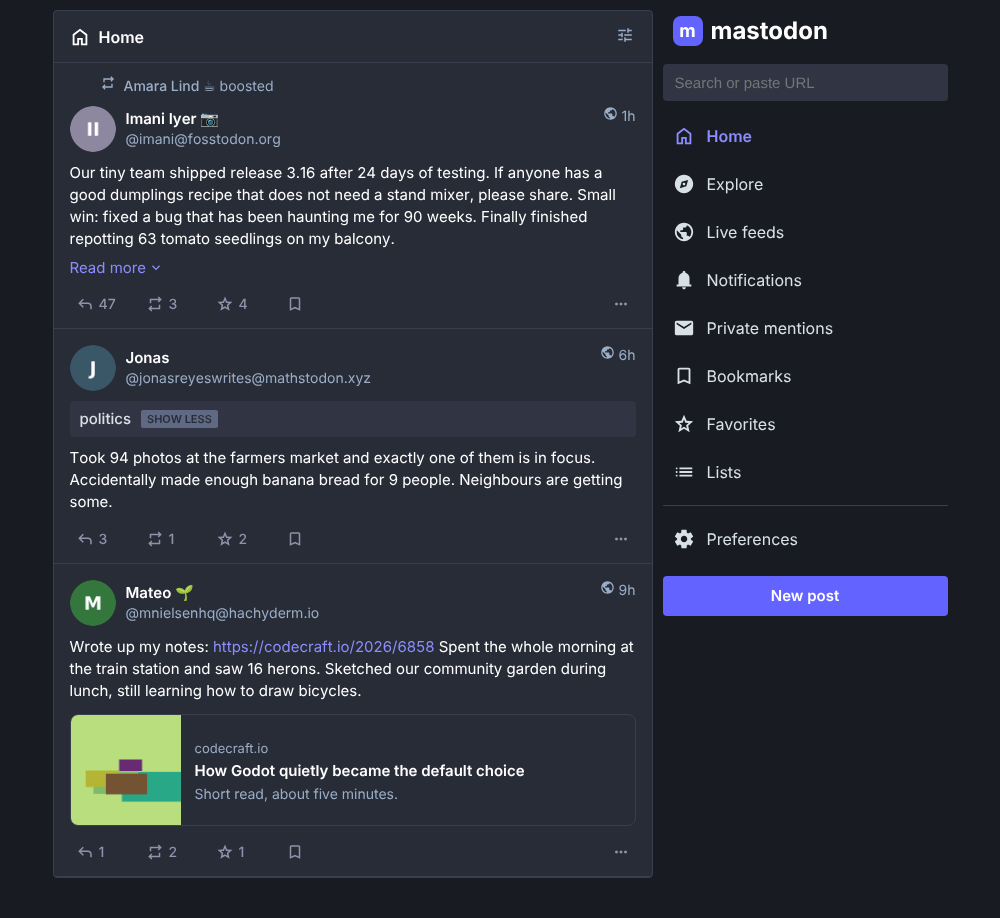 Home
Amara Lind ☕ boosted
II
Imani Iyer 📷
1h
@imani@fosstodon.org
Our tiny team shipped release 3.16 after 24 days of testing. If anyone has a
good dumplings recipe that does not need a stand mixer, please share. Small
win: fixed a bug that has been haunting me for 90 weeks. Finally finished
repotting 63 tomato seedlings on my balcony.
Read more
47 3 4
J
Jonas
6h
@jonasreyeswrites@mathstodon.xyz
politics SHOW LESS
Took 94 photos at the farmers market and exactly one of them is in focus.
Accidentally made enough banana bread for 9 people. Neighbours are getting
some.
3 1 2
M
Mateo 🌱
9h
@mnielsenhq@hachyderm.io
Wrote up my notes: https://codecraft.io/2026/6858 Spent the whole morning at
the train station and saw 16 herons. Sketched our community garden during
lunch, still learning how to draw bicycles.
codecraft.io
How Godot quietly became the default choice
Short read, about five minutes.
1 2 1
m mastodon
Search or paste URL
Home
Explore
Live feeds
Notifications
Private mentions
Bookmarks
Favorites
Lists
Preferences
New post